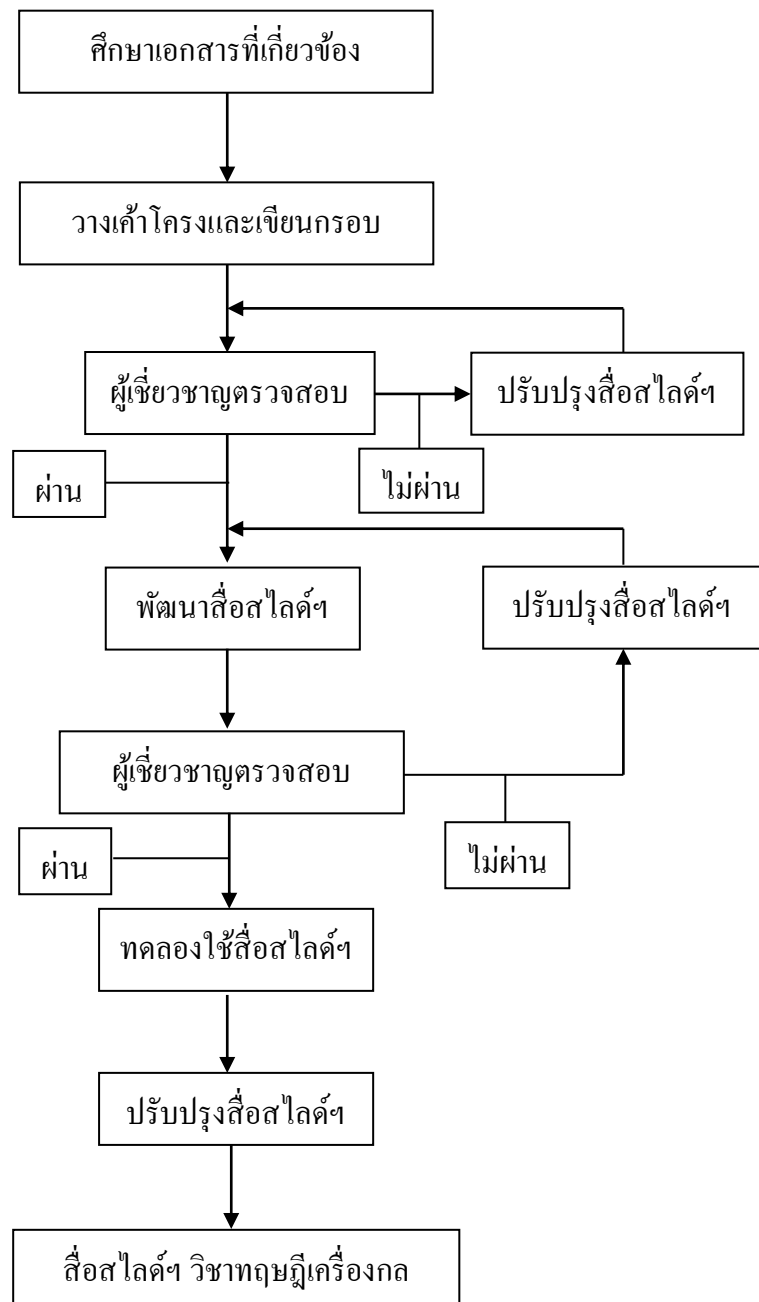 ศึกษาเอกสารที่เกี่ยวข้อง
วางเค้าโครงและเขียนกรอบ
ผู้เชี่ยวชาญตรวจสอบ
ปรับปรุงสื่อสไลด์ฯ
ผ่าน
ไม่ผ่าน
พัฒนาสื่อสไลด์ฯ
ปรับปรุงสื่อสไลด์ฯ
ผู้เชี่ยวชาญตรวจสอบ
ผ่าน
ไม่ผ่าน
ทดลองใช้สื่อสไลด์ฯ
ปรับปรุงสื่อสไลด์ฯ
สื่อสไลด์ฯ วิชาทฤษฎีเครื่องกล